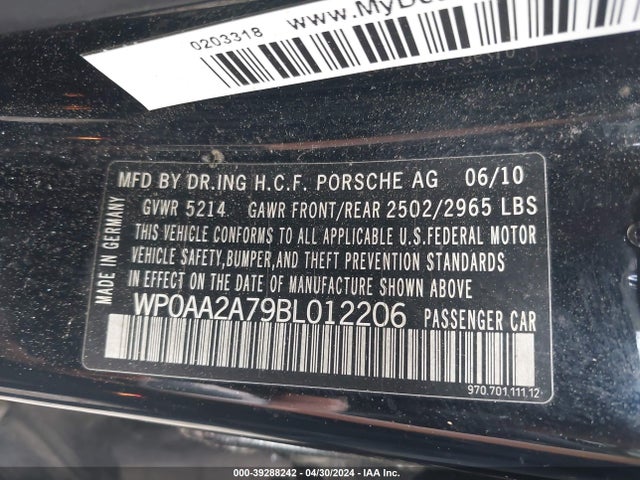 0203318 www.MyDe
MFD BY DR.ING H.C.F. PORSCHE AG 06/10
GVWR 5214 GAWR FRONT/REAR 2502/2965 LBS
THIS VEHICLE CONFORMS TO ALL APPLICABLE U.S.FEDERAL MOTOR
VEHICLE SAFETY,BUMPER,AND THEFT PREVENTION STANDARDS
IN EFFECT ON THE DATE OF MANUFACTURE SHOWN ABOVE.
WP0AA2A79BL012206 PASSENGER CAR
MADE IN GERMANY
970.701.111.12
000-39288242 - 04/30/2024 - IAA Inc.